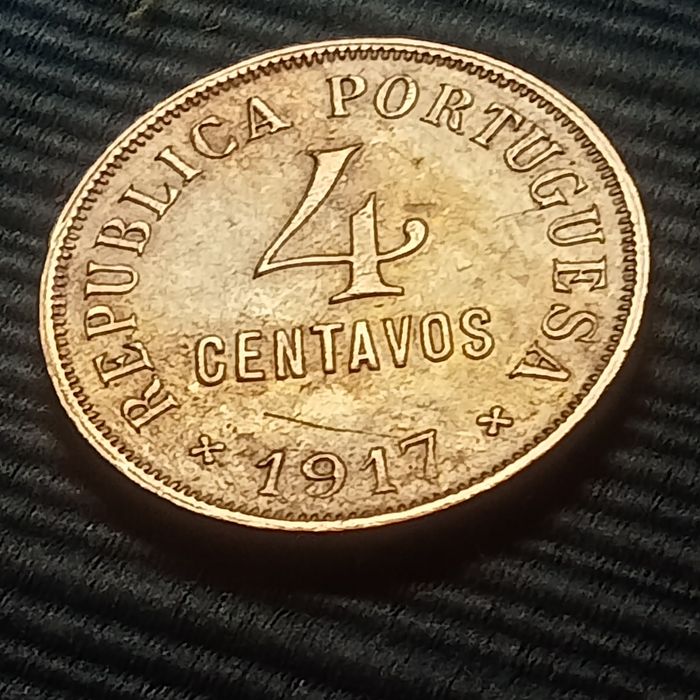 REPUBLICA PORTUGUESA
4
CENTAVOS
* 1917 *